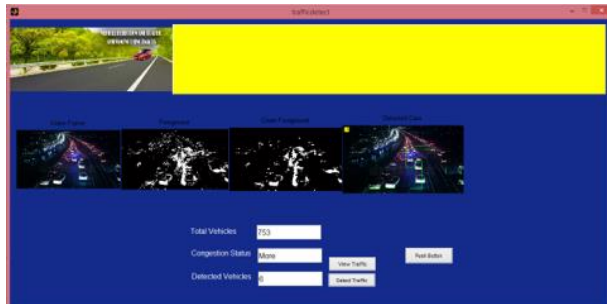 trafficdetect
Video Frame
Foreground
Clean Foreground
Detected Cars
Total Vehicles
753
Congestion Status
More
View Traffic
Push Button
Detected Vehicles
6
Detect Traffic